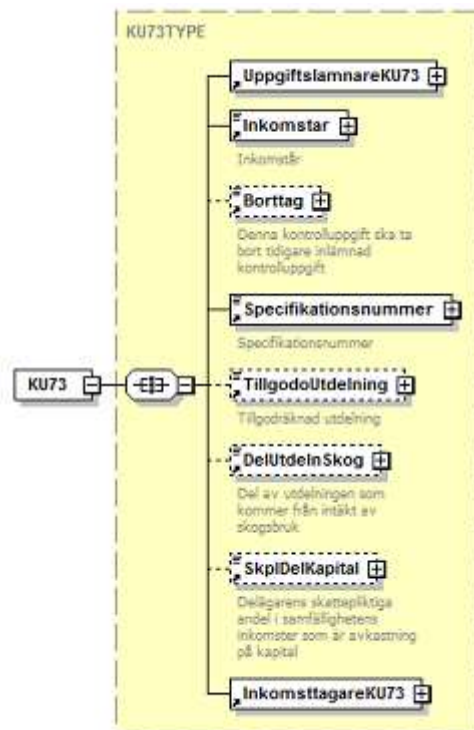 KU73TYPE
UppgiftslamnareKU73
Inkomstar
Inkomstår
Borttag
Denna kontrolluppgift ska ta
bort tidigare inlämnad
kontrolluppgift
Specifikationsnummer
Specifikationsnummer
KU73
TillgodoUtdelning
Tillgodräknad utdelning
DelUtdelnSkog
Del av utdelningen som
kommer från intäkt av
skogsbruk
SkplDelKapital
Delägarens skattepliktiga
andel i samfällighetens
inkomster som är avkastning
på kapital
InkomsttagareKU73